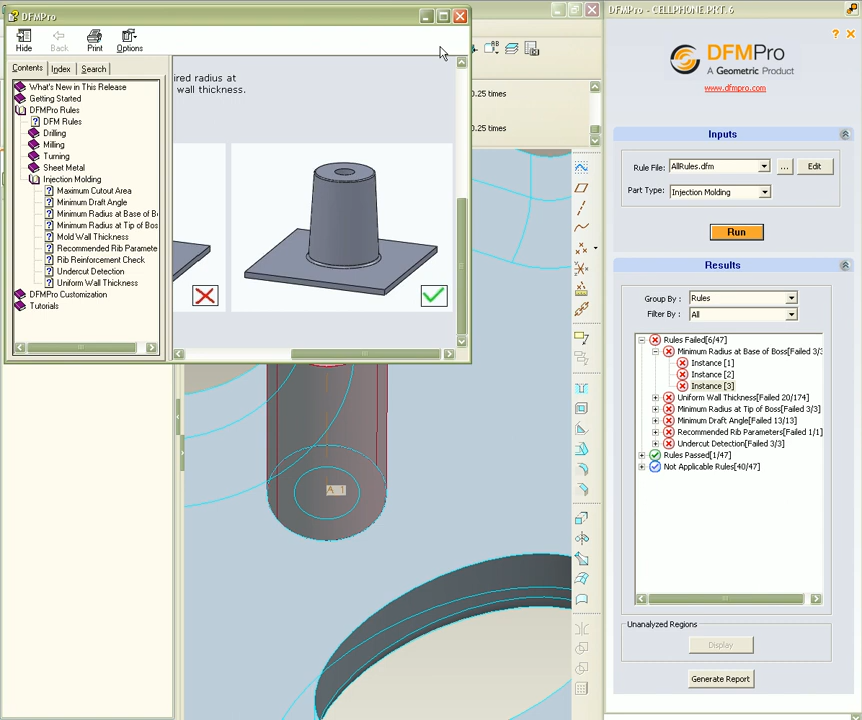 DFMPro
Hide
Back
Print
Options
Contents
Index
Search
What's New in This Release
Getting Started
DFMPro Rules
DFM Rules
Drilling
Milling
Turning
Sheet Metal
Injection Molding
Maximum Cutout Area
Minimum Draft Angle
Minimum Radius at Base of B
Minimum Radius at Tip of Bos
Mold Wall Thickness
Recommended Rib Paramete
Rib Reinforcement Check
Undercut Detection
Uniform Wall Thickness
DFMPro Customization
Tutorials
ired radius at
wall thickness.
0.25 times
0.25 times
A_1
DFMPro - CELLPHONE.PRT.6
DFMPro
A Geometric Product
www.dfmpro.com
Inputs
Rule File:
AllRules.dfm
...
Edit
Part Type:
Injection Molding
Run
Results
Group By :
Rules
Filter By :
All
Rules Failed[6/47]
Minimum Radius at Base of Boss[Failed 3/3
Instance [1]
Instance [2]
Instance [3]
Uniform Wall Thickness[Failed 20/174]
Minimum Radius at Tip of Boss[Failed 3/3]
Minimum Draft Angle[Failed 13/13]
Recommended Rib Parameters[Failed 1/1]
Undercut Detection[Failed 3/3]
Rules Passed[1/47]
Not Applicable Rules[40/47]
Unanalyzed Regions
Display
Generate Report